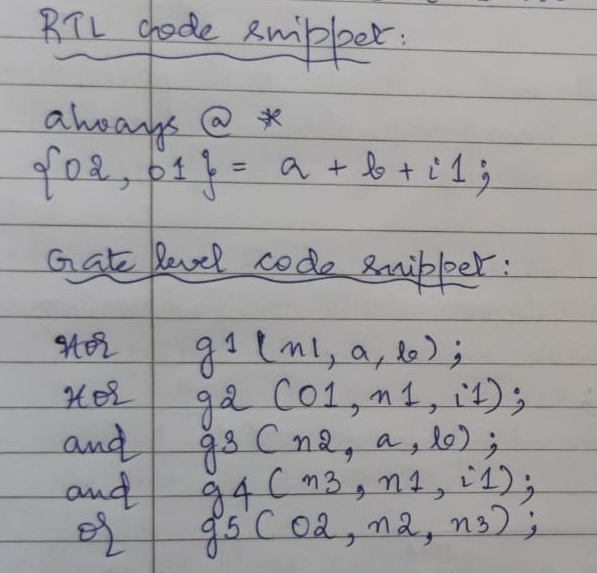 RTL code snippet:
always @ *
{o2, o1} = a + b + i1;
Gate level code snippet:
xor g1 (n1, a, b);
xor g2 (O1, n1, i1);
and g3 (n2, a, b);
and g4 (n3, n1, i1);
or g5 (O2, n2, n3);